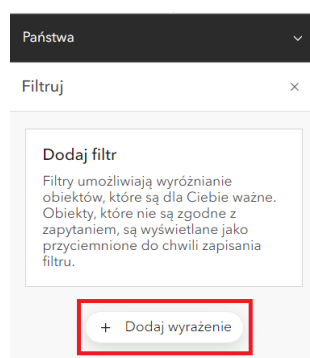 Państwa
Filtruj
Dodaj filtr
Filtry umożliwiają wyróżnianie
obiektów, które są dla Ciebie ważne.
Obiekty, które nie są zgodne z
zapytaniem, są wyświetlane jako
przyciemnione do chwili zapisania
filtru.
+ Dodaj wyrażenie